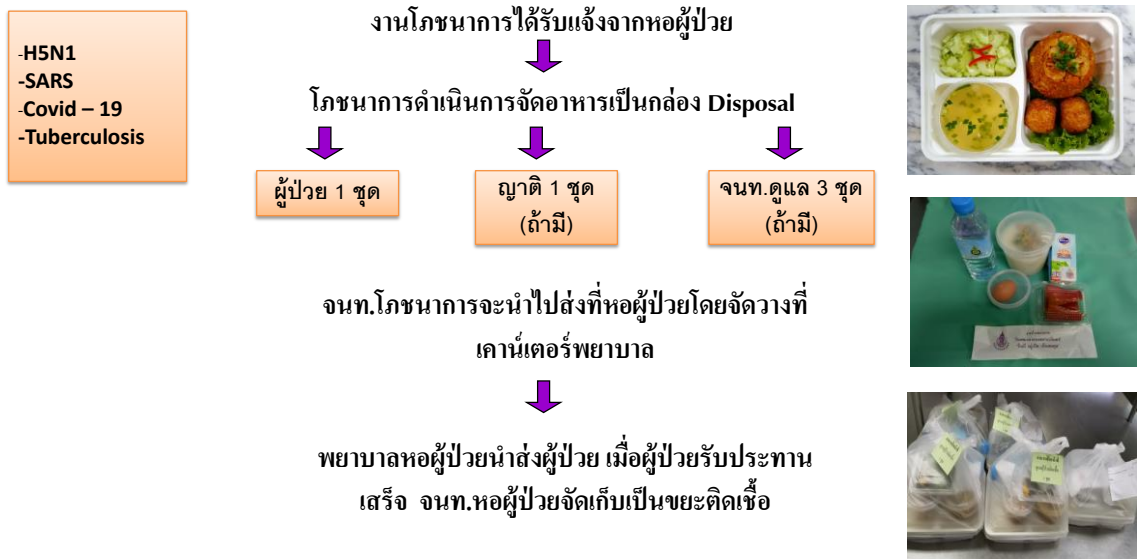 -H5N1
-SARS
-Covid – 19
-Tuberculosis
งานโภชนาการได้รับแจ้งจากหอผู้ป่วย
โภชนาการดำเนินการจัดอาหารเป็นกล่อง Disposal
ผู้ป่วย 1 ชุด
ญาติ 1 ชุด
(ถ้ามี)
จนท.ดูแล 3 ชุด
(ถ้ามี)
จนท.โภชนาการจะนำไปส่งที่หอผู้ป่วยโดยจัดวางที่
เคาน์เตอร์พยาบาล
พยาบาลหอผู้ป่วยนำส่งผู้ป่วย เมื่อผู้ป่วยรับประทาน
เสร็จ จนท.หอผู้ป่วยจัดเก็บเป็นขยะติดเชื้อ